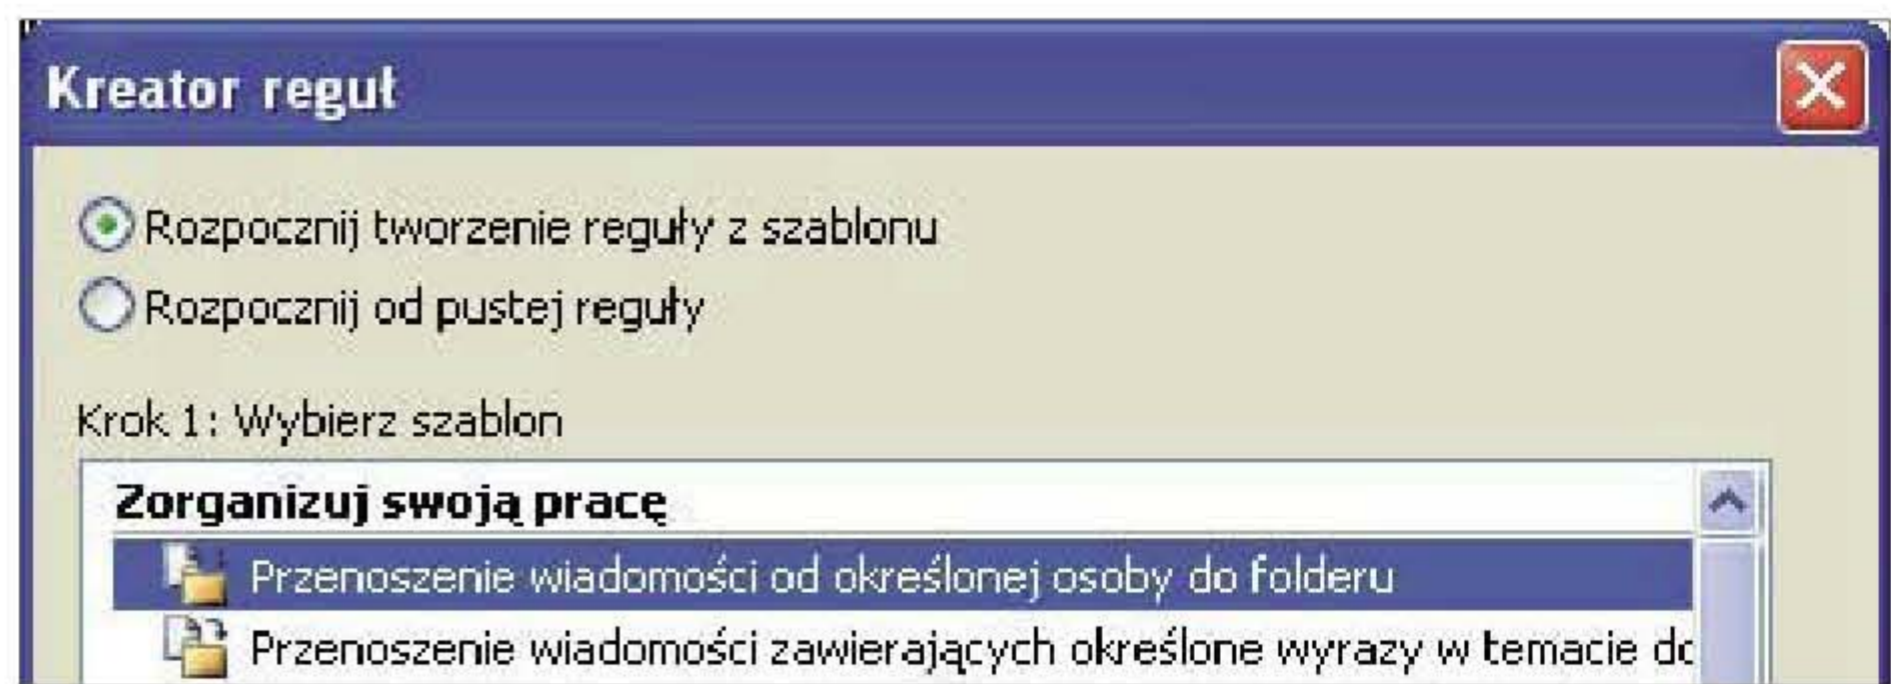 Kreator reguł
Rozpocznij tworzenie reguły z szablonu
Rozpocznij od pustej reguły
Krok 1: Wybierz szablon
Zorganizuj swoją pracę
Przenoszenie wiadomości od określonej osoby do folderu
Przenoszenie wiadomości zawierających określone wyrazy w temacie do